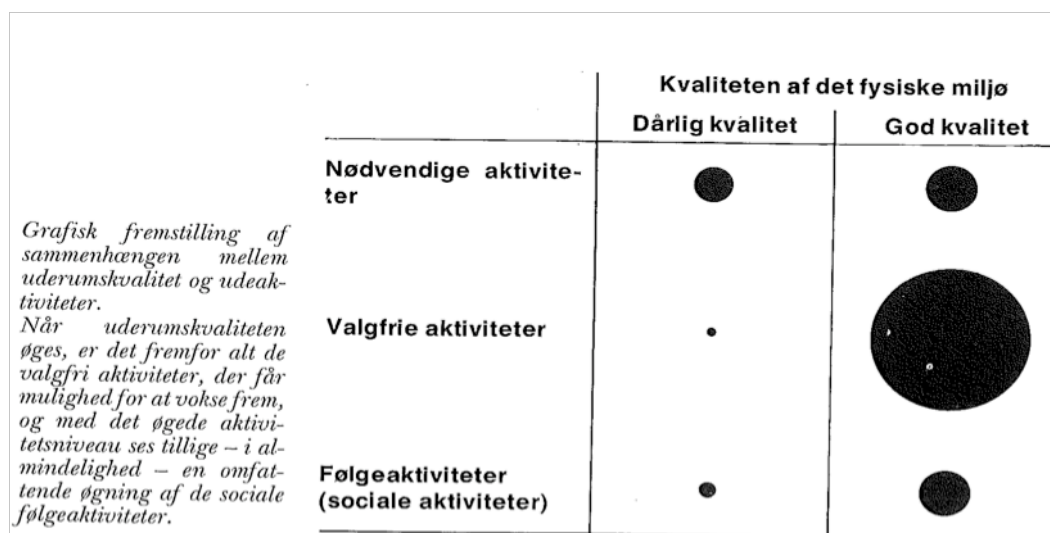 Kvaliteten af det fysiske miljø
Dårlig kvalitet
God kvalitet
Nødvendige aktivite-
ter
Valgfrie aktiviteter
Følgeaktiviteter
(sociale aktiviteter)
Grafisk fremstilling af
sammenhængen mellem
uderumskvalitet og udeak-
tiviteter.
Når uderumskvaliteten
øges, er det fremfor alt de
valgfri aktiviteter, der får
mulighed for at vokse frem,
og med det øgede aktivi-
tetsniveau ses tillige – i al-
mindelighed – en omfat-
tende øgning af de sociale
følgeaktiviteter.